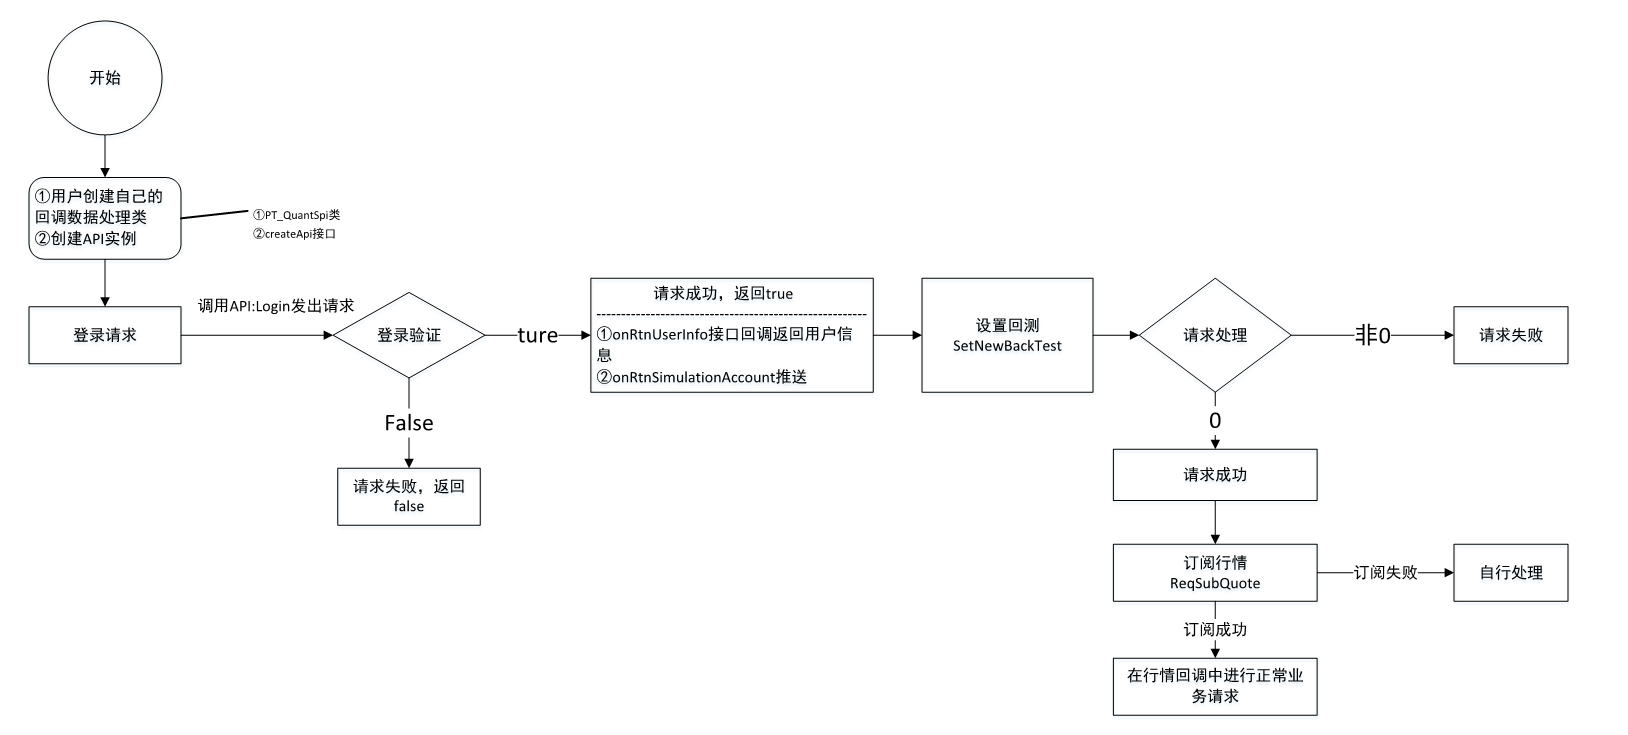 开始
①用户创建自己的
回调数据处理类
②创建API实例
①PT_QuantSpi类
②createApi接口
登录请求
调用API:Login发出请求
登录验证
ture
False
请求失败，返回
false
请求成功，返回true
①onRtnUserInfo接口回调返回用户信
息
②onRtnSimulationAccount推送
设置回测
SetNewBackTest
请求处理
非0
请求失败
0
请求成功
订阅行情
ReqSubQuote
订阅失败
自行处理
订阅成功
在行情回调中进行正常业
务请求